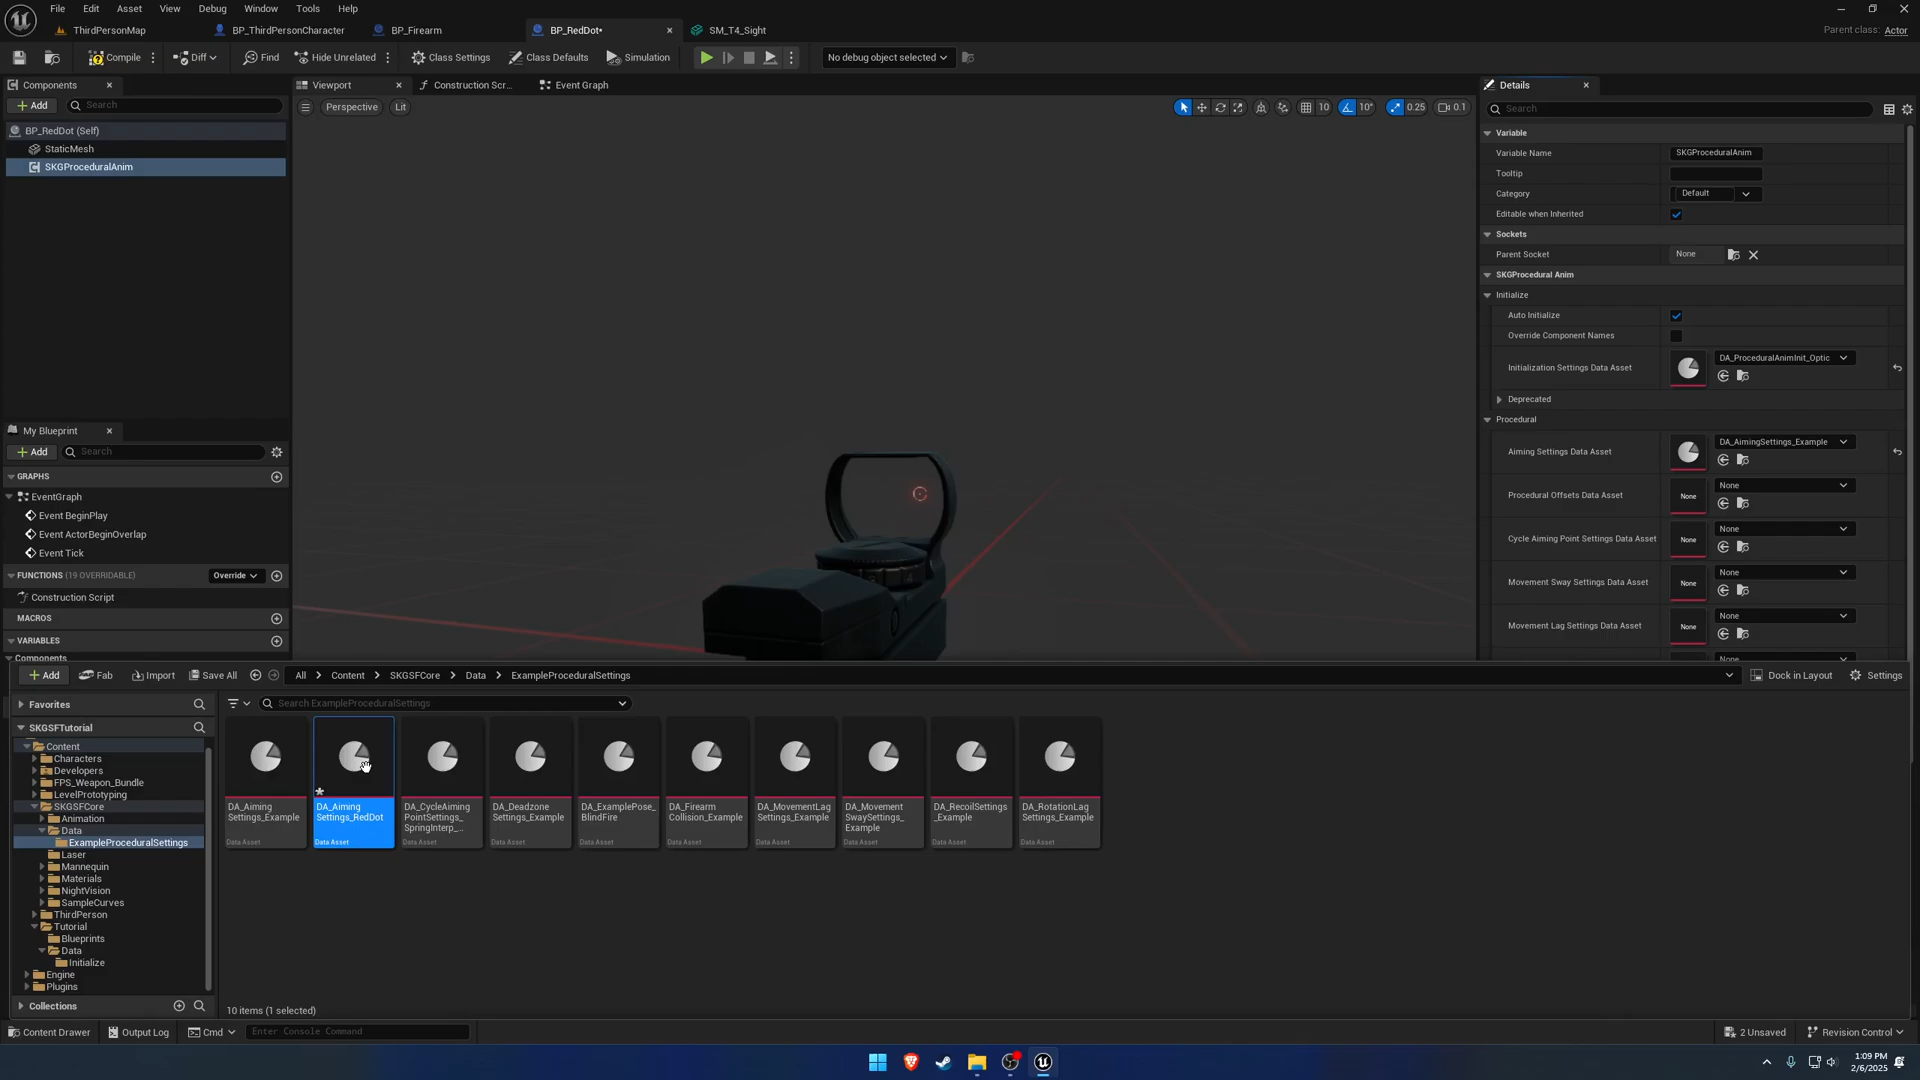 File Edit Asset View Debug Window Tools Help
ThirdPersonMap BP_ThirdPersonCharacter BP_Firearm BP_RedDot• SM_T4_Sight
Parent class: Actor
Compile Diff Find Hide Unrelated Class Settings Class Defaults Simulation No debug object selected
Components
Add Search
BP_RedDot (Self)
StaticMesh
SKGProceduralAnim
My Blueprint
Add Search
GRAPHS
EventGraph
Event BeginPlay
Event ActorBeginOverlap
Event Tick
FUNCTIONS (19 OVERRIDABLE) Override
Construction Script
MACROS
VARIABLES
Components
Viewport Construction Scr... Event Graph
Perspective Lit
10 10° 0.25 0.1
Details
Search
Variable
Variable Name SKGProceduralAnim
Tooltip
Category Default
Editable when Inherited
Sockets
Parent Socket None
SKGProcedural Anim
Initialize
Auto Initialize
Override Component Names
Initialization Settings Data Asset DA_ProceduralAnimInit_Optic
Deprecated
Procedural
Aiming Settings Data Asset DA_AimingSettings_Example
Procedural Offsets Data Asset None None
Cycle Aiming Point Settings Data Asset None None
Movement Sway Settings Data Asset None None
Movement Lag Settings Data Asset None None
None
Add Fab Import Save All All Content SKGSFCore Data ExampleProceduralSettings Dock in Layout Settings
Favorites
SKGSFTutorial
Content
Characters
Developers
FPS_Weapon_Bundle
LevelPrototyping
SKGSFCore
Animation
Data
ExampleProceduralSettings
Laser
Mannequin
Materials
NightVision
SampleCurves
ThirdPerson
Tutorial
Blueprints
Data
Initialize
Engine
Plugins
Collections
Search ExampleProceduralSettings
DA_Aiming
Settings_Example
Data Asset
DA_Aiming
Settings_RedDot
Data Asset
DA_CycleAiming
PointSettings_
SpringInterp_...
Data Asset
DA_Deadzone
Settings_Example
Data Asset
DA_ExamplePose_
BlindFire
Data Asset
DA_Firearm
Collision_Example
Data Asset
DA_MovementLag
Settings_Example
Data Asset
DA_Movement
SwaySettings_
Example
Data Asset
DA_RecoilSettings
_Example
Data Asset
DA_RotationLag
Settings_Example
Data Asset
10 items (1 selected)
Content Drawer Output Log Cmd Enter Console Command 2 Unsaved Revision Control
1:09 PM
2/6/2025